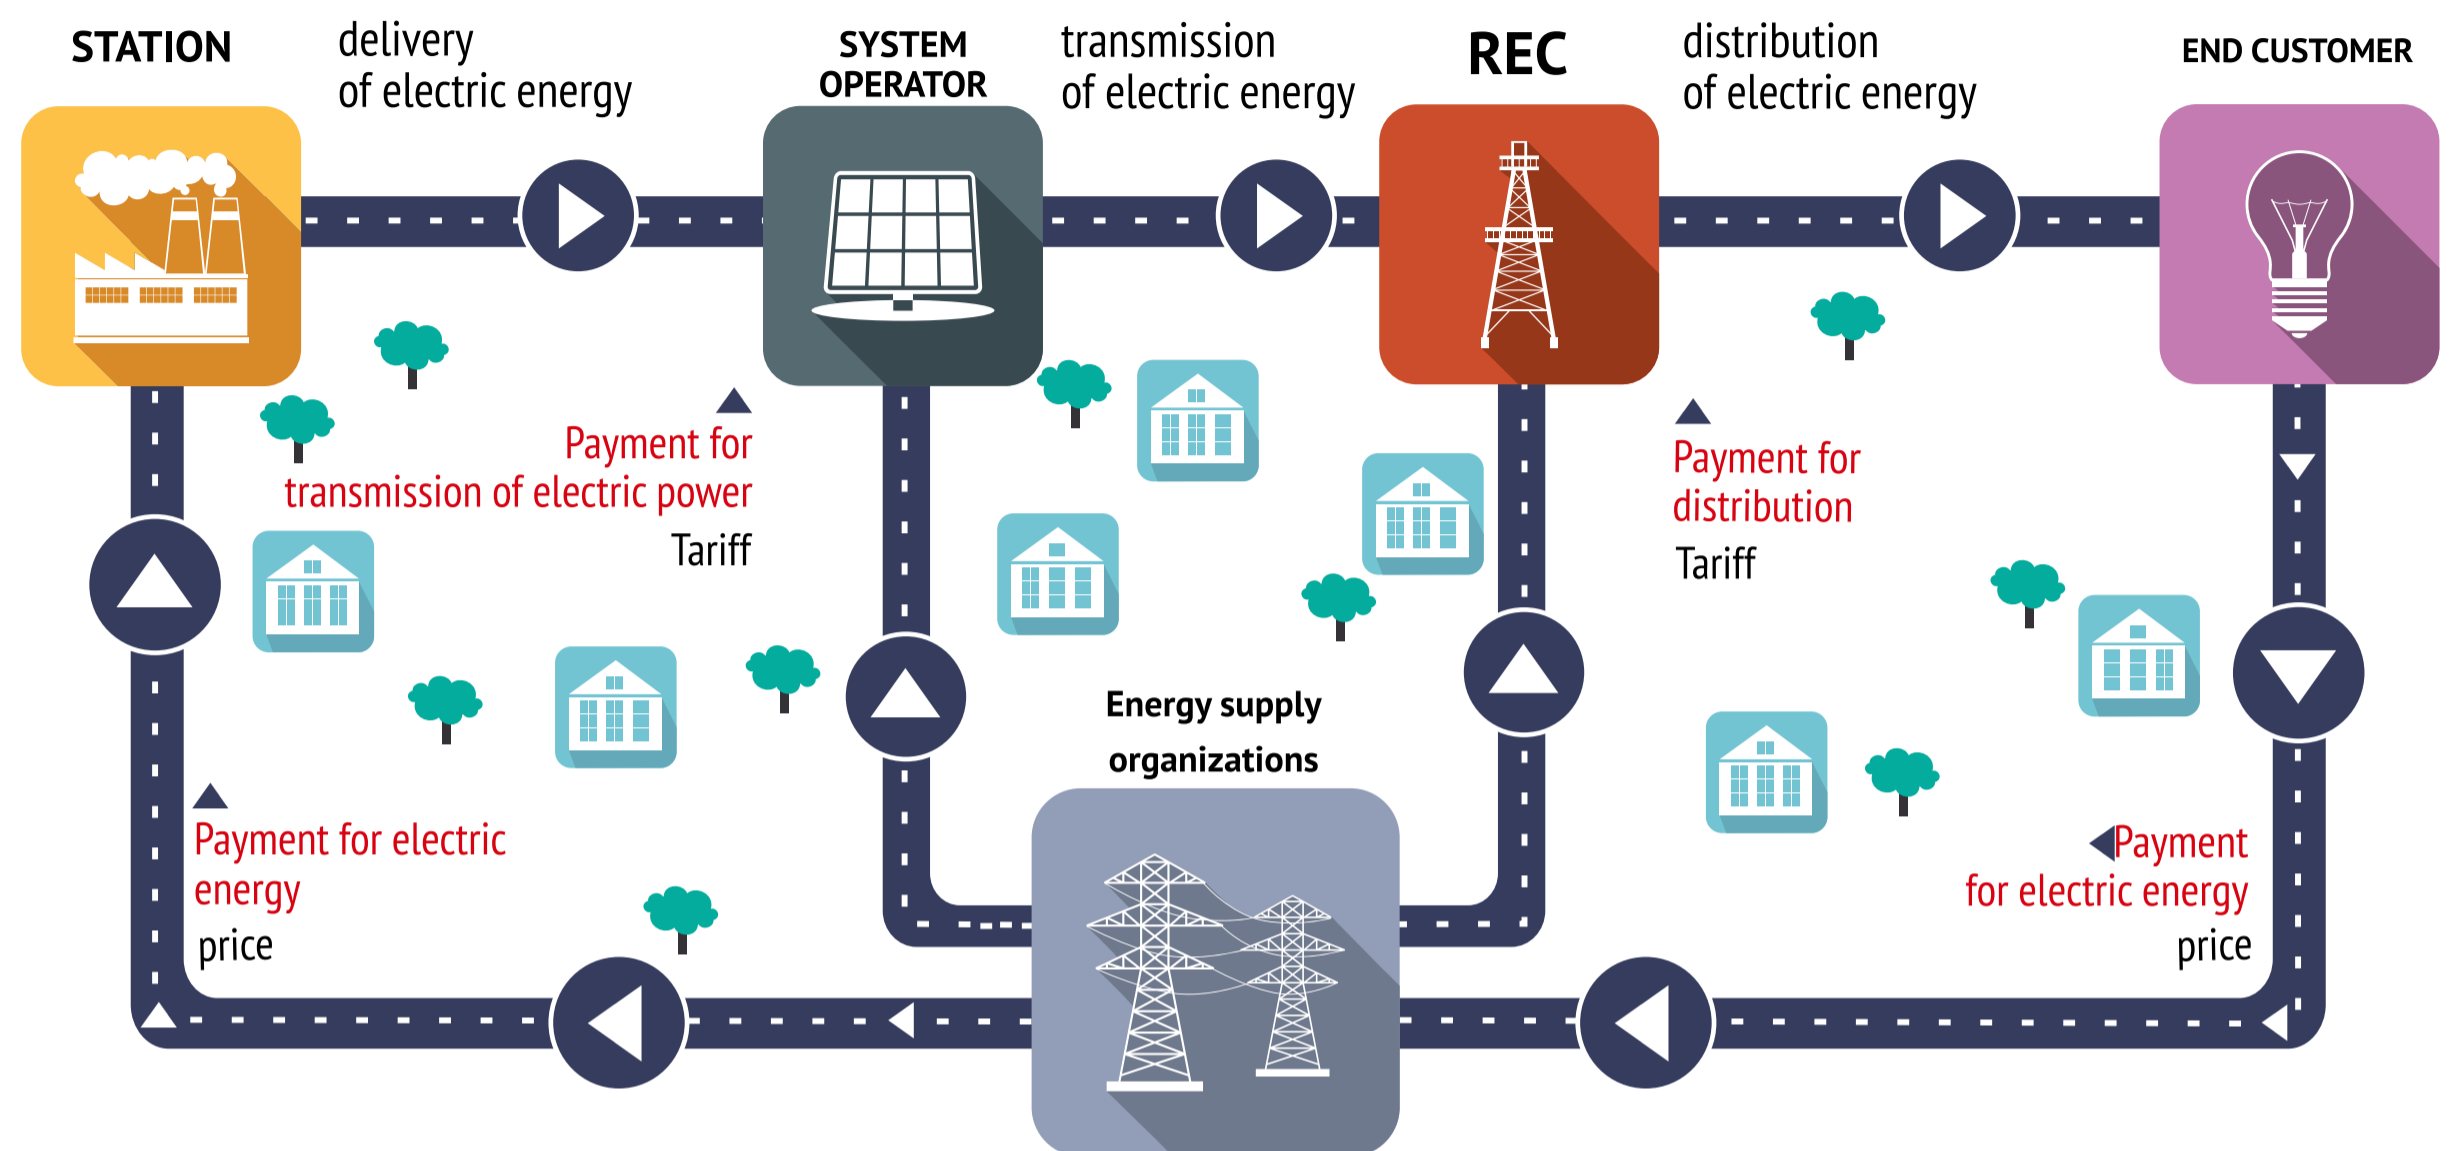 STATION
delivery
of electric energy
SYSTEM
OPERATOR
transmission
of electric energy
REC
distribution
of electric energy
END CUSTOMER
Payment for
transmission of electric power
Tariff
Payment for
distribution
Tariff
Energy supply
organizations
Payment for electric
energy
price
Payment
for electric energy
price